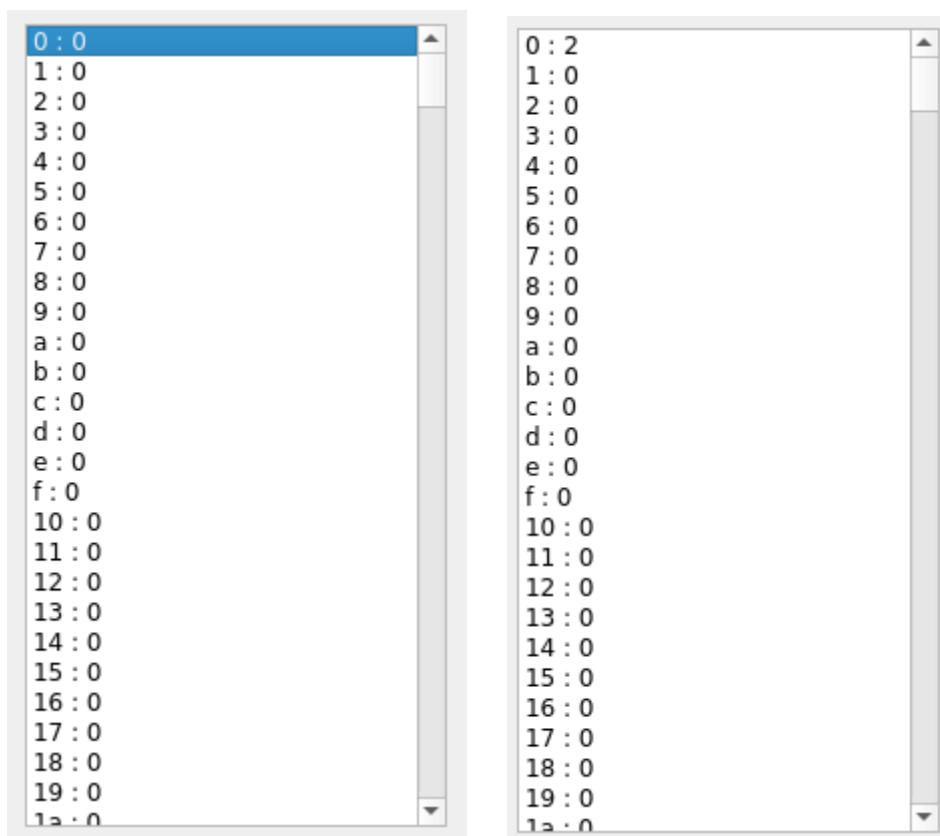 0 : 0
1 : 0
2 : 0
3 : 0
4 : 0
5 : 0
6 : 0
7 : 0
8 : 0
9 : 0
a : 0
b : 0
c : 0
d : 0
e : 0
f : 0
10 : 0
11 : 0
12 : 0
13 : 0
14 : 0
15 : 0
16 : 0
17 : 0
18 : 0
19 : 0
1a : 0
0 : 2
1 : 0
2 : 0
3 : 0
4 : 0
5 : 0
6 : 0
7 : 0
8 : 0
9 : 0
a : 0
b : 0
c : 0
d : 0
e : 0
f : 0
10 : 0
11 : 0
12 : 0
13 : 0
14 : 0
15 : 0
16 : 0
17 : 0
18 : 0
19 : 0
1a : 0